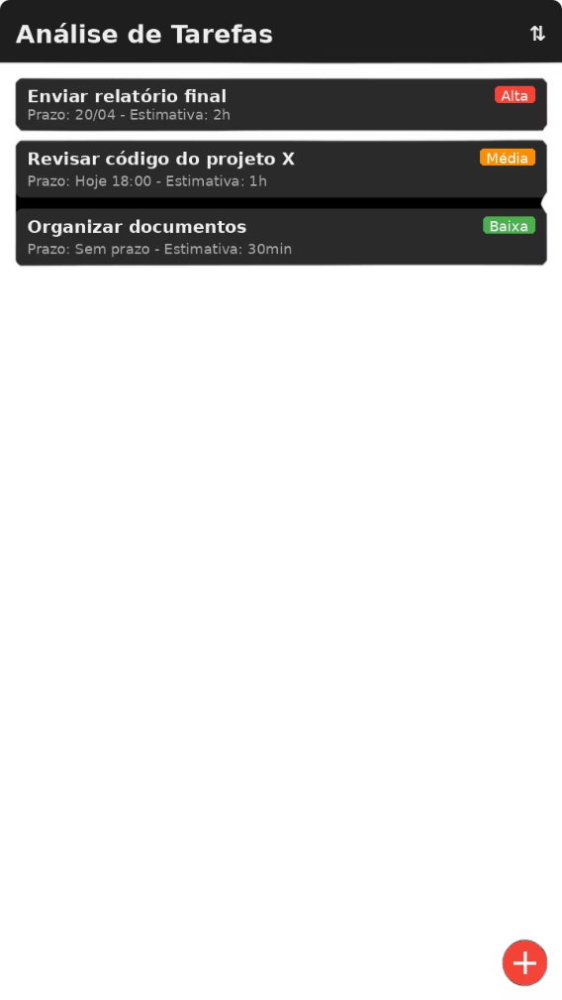 Análise de Tarefas ⇅
Enviar relatório final Alta
Prazo: 20/04 - Estimativa: 2h
Revisar código do projeto X Média
Prazo: Hoje 18:00 - Estimativa: 1h
Organizar documentos Baixa
Prazo: Sem prazo - Estimativa: 30min
+